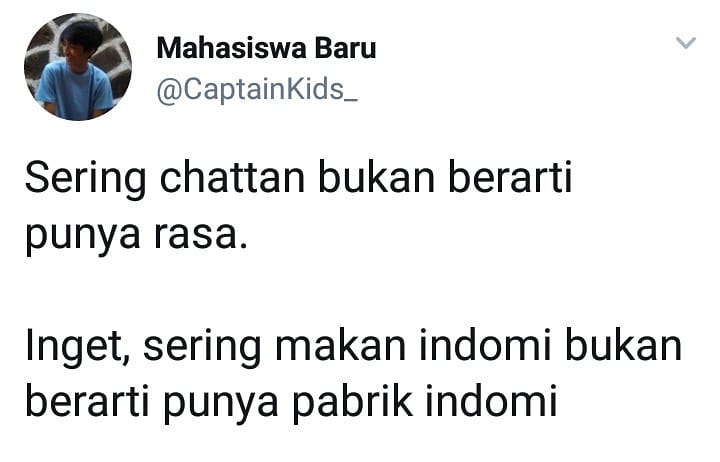 Mahasiswa Baru
@CaptainKids_
Sering chattan bukan berarti
punya rasa.
Inget, sering makan indomi bukan
berarti punya pabrik indomi